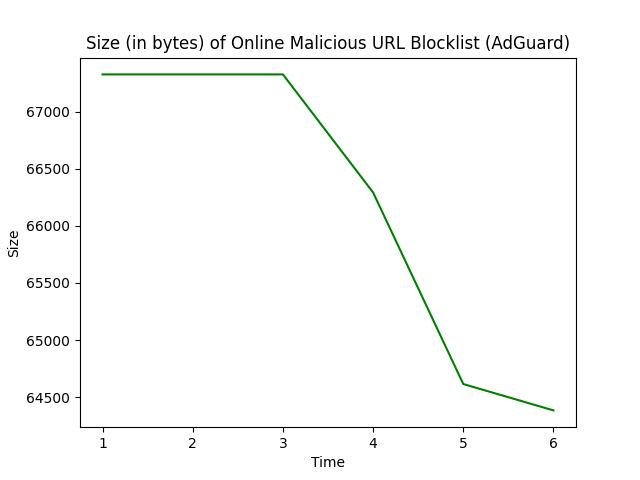 Size (in bytes) of Online Malicious URL Blocklist (AdGuard)
67000
66500
66000
65500
65000
64500
Size
1 2 3 4 5 6
Time